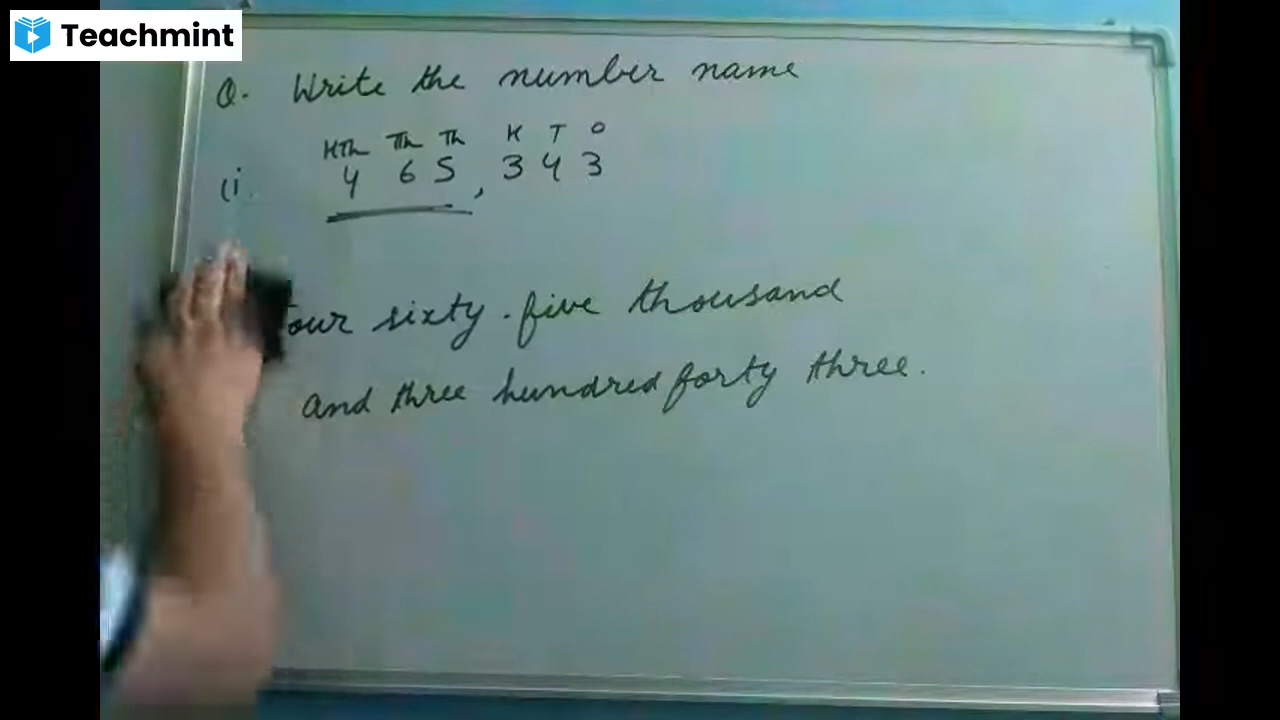 Teachmint
Q. Write the number name
HTh TTh Th H T O
(i. 4 6 5, 3 4 3
four sixty. five thousand
and three hundred forty three.